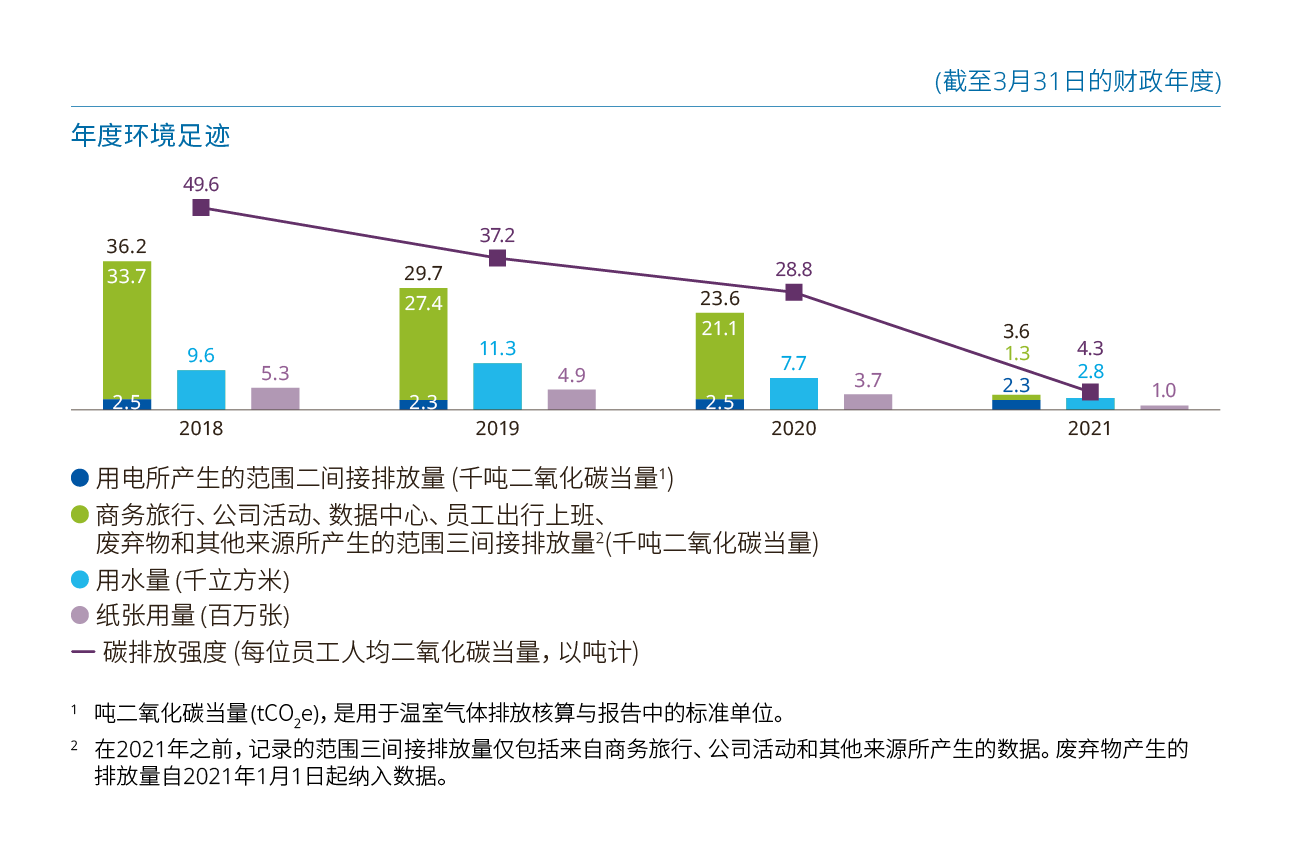 (截至3月31日的财政年度)
年度环境足迹
49.6
37.2
28.8
4.3
36.2
33.7
2.5
9.6
5.3
29.7
27.4
2.3
11.3
4.9
23.6
21.1
2.5
7.7
3.7
3.6
1.3
2.3
2.8
1.0
2018 2019 2020 2021
用电所产生的范围二间接排放量 (千吨二氧化碳当量¹)
商务旅行、公司活动、数据中心、员工出行上班、
废弃物和其他来源所产生的范围三间接排放量²(千吨二氧化碳当量)
用水量 (千立方米)
纸张用量 (百万张)
碳排放强度 (每位员工人均二氧化碳当量，以吨计)
¹ 吨二氧化碳当量 (tCO₂e)，是用于温室气体排放核算与报告中的标准单位。
² 在2021年之前，记录的范围三间接排放量仅包括来自商务旅行、公司活动和其他来源所产生的数据。废弃物产生的
排放量自2021年1月1日起纳入数据。